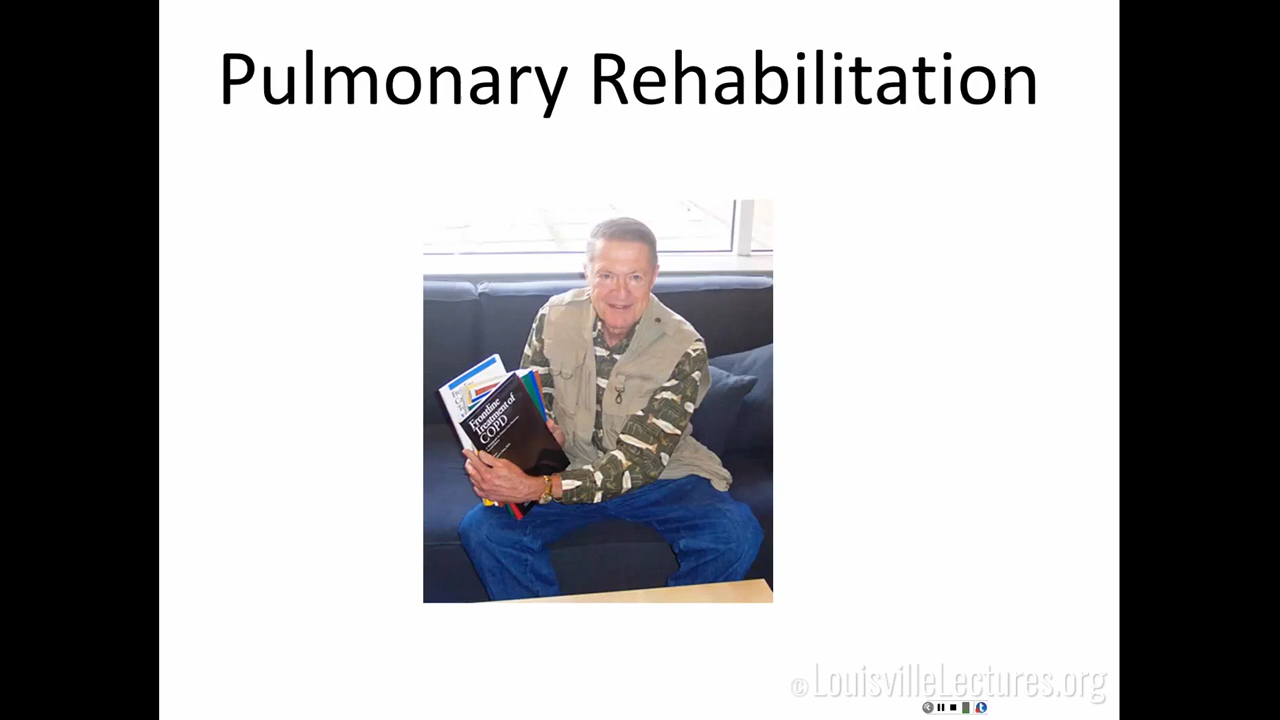 Pulmonary Rehabilitation
Frontline
Treatment of
COPD
©LouisvilleLectures.org